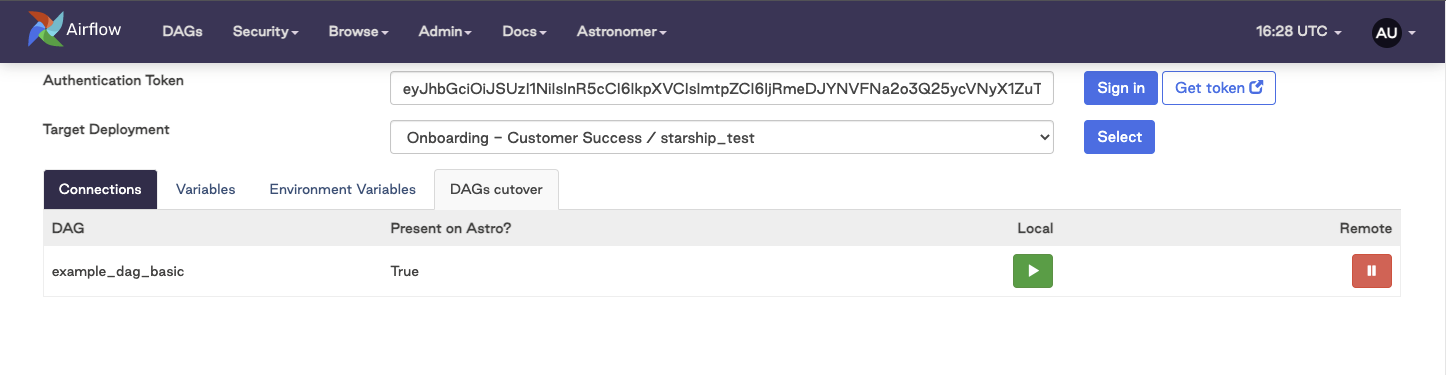 Airflow DAGs Security Browse Admin Docs Astronomer 16:28 UTC AU
Authentication Token eyJhbGciOiJSUzI1NiIsInR5cCI6IkpXVCIsImtpZCI6IjRmeDJYNVFNa2o3Q25ycVNyX1ZuT Sign in Get token
Target Deployment Onboarding – Customer Success / starship_test Select
Connections Variables Environment Variables DAGs cutover
DAG Present on Astro? Local Remote
example_dag_basic True